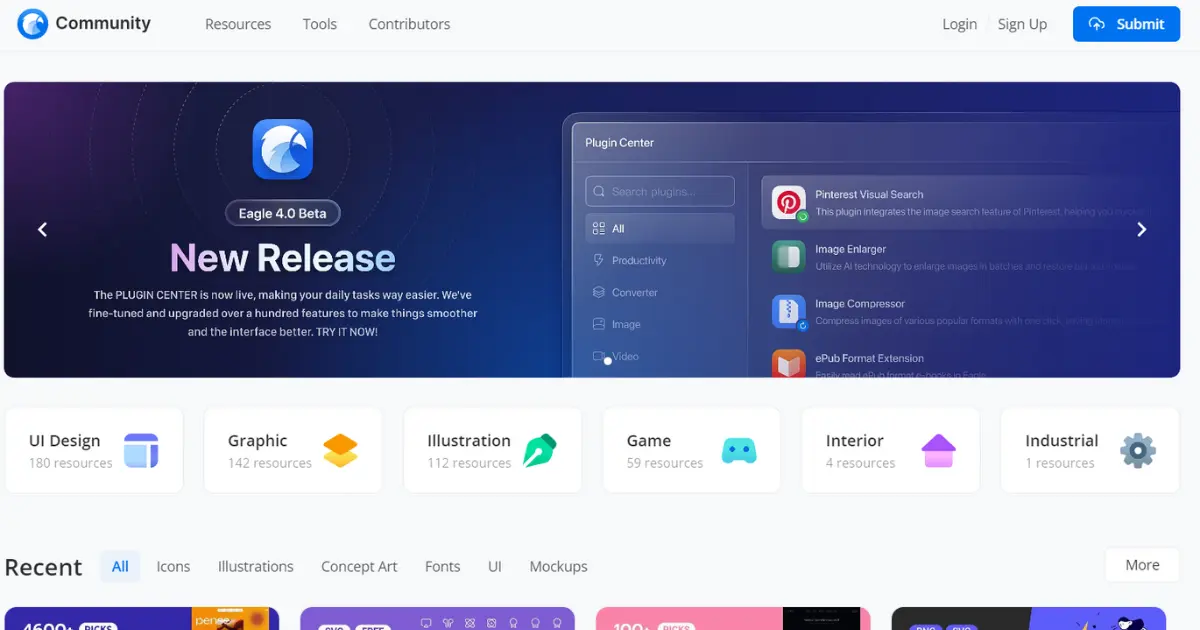 Community
Resources
Tools
Contributors
Login
Sign Up
Submit
Eagle 4.0 Beta
New Release
The PLUGIN CENTER is now live, making your daily tasks way easier. We've
fine-tuned and upgraded over a hundred features to make things smoother
and the interface better. TRY IT NOW!
Plugin Center
Search plugins...
All
Productivity
Converter
Image
Video
Pinterest Visual Search
This plugin integrates the image search feature of Pinterest, helping you
Image Enlarger
Utilize AI technology to enlarge images in batches and restore
Image Compressor
Compress images of various popular formats with one click,
ePub Format Extension
Easily read ePub format e-books in Eagle
UI Design
180 resources
Graphic
142 resources
Illustration
112 resources
Game
59 resources
Interior
4 resources
Industrial
1 resources
Recent
All
Icons
Illustrations
Concept Art
Fonts
UI
Mockups
More
4600+ PICKS
SVG FREE
100+ PICKS
PNG SVG